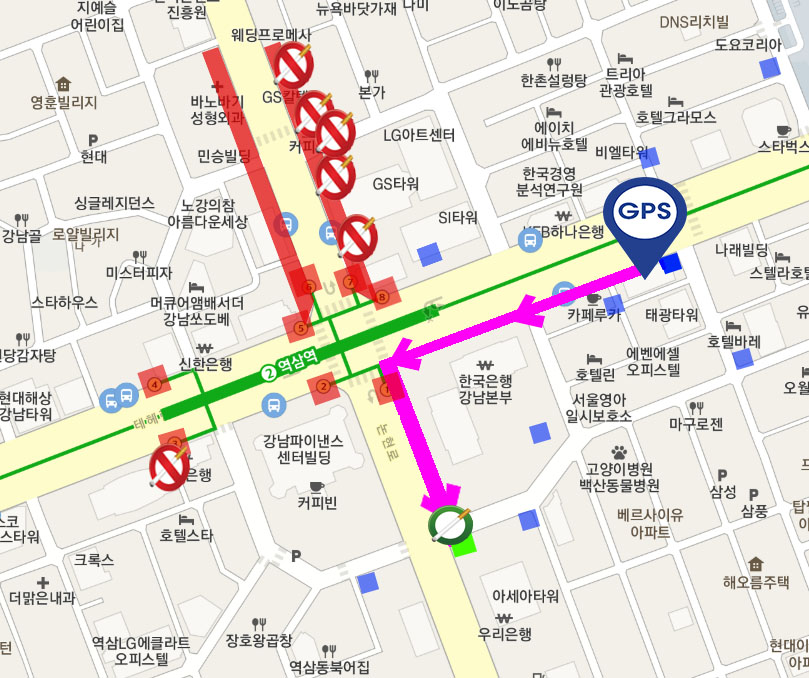 지예슬
어린이집
진흥원
뉴욕바닷가재
나미
이도곰탕
DNS리치빌
도요코리아
웨딩프로메사
영흥빌리지
바노바기
성형외과
GS칼텍
본가
한촌설렁탕
트리아
관광호텔
호텔그라모스
P
현대
민승빌딩
커피
LG아트센터
에이치
에비뉴호텔
비엘타워
스타벅스
싱글레지던스
노강의참
아름다운세상
GS타워
한국경영
분석연구원
강남골
로얄빌리지
나가
SI타워
KEB하나은행
GPS
나래빌딩
미스터피자
스텔라호
스타하우스
머큐어앰배서더
강남쏘도베
6
7
8
5
카페루카
태광타워
유
신당감자탕
신한은행
2 역삼역
호텔바레
에벤에셀
오피스텔
호텔린
현대해상
강남타워
4
2
1
한국은행
강남본부
서울영아
일시보호소
오월
테헤
마구로젠
3
은행
강남파이낸스
센터빌딩
논현로
고양이병원
백산동물병원
커피빈
P
삼성
P
삼풍
스코
스타워
호텔스타
베르사이유
아파트
탑
크록스
P
해오름주택
더맑은내과
아세아타워
우리은행
장호왕곱창
역삼LG에클라트
오피스텔
역삼동북어집
현대이
아파
턴